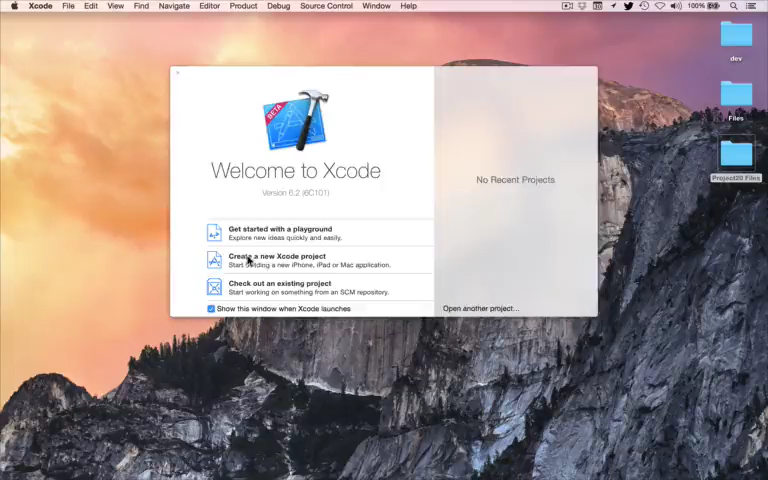 Xcode File Edit View Find Navigate Editor Product Debug Source Control Window Help
100%
dev
Files
Project20 Files
BETA
Welcome to Xcode
Version 6.2 (6C101)
No Recent Projects
Get started with a playground
Explore new ideas quickly and easily.
Create a new Xcode project
Start building a new iPhone, iPad or Mac application.
Check out an existing project
Start working on something from an SCM repository.
Show this window when Xcode launches
Open another project...